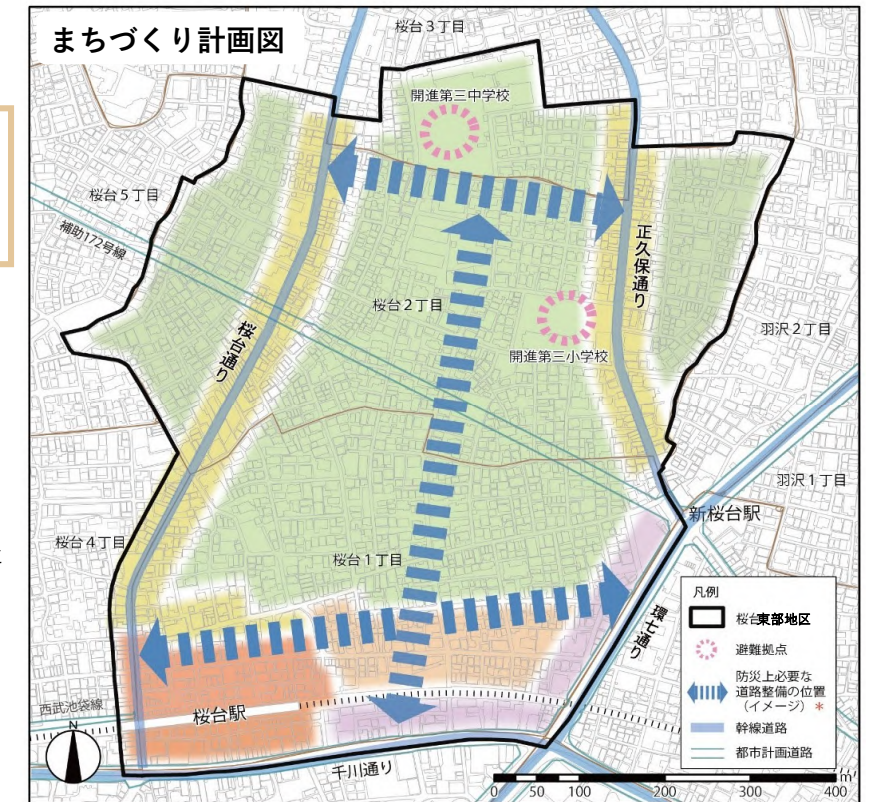 まちづくり計画図
桜台3丁目
開進第三中学校
桜台5丁目
補助172号線
正久保通り
桜台2丁目
羽沢2丁目
桜台通り
開進第三小学校
羽沢1丁目
新桜台駅
桜台4丁目
桜台1丁目
環七通り
西武池袋線
桜台駅
千川通り
N
凡例
桜台東部地区
避難拠点
防災上必要な
道路整備の位置
(イメージ)*
幹線道路
都市計画道路
0 50 100 200 300 400 m